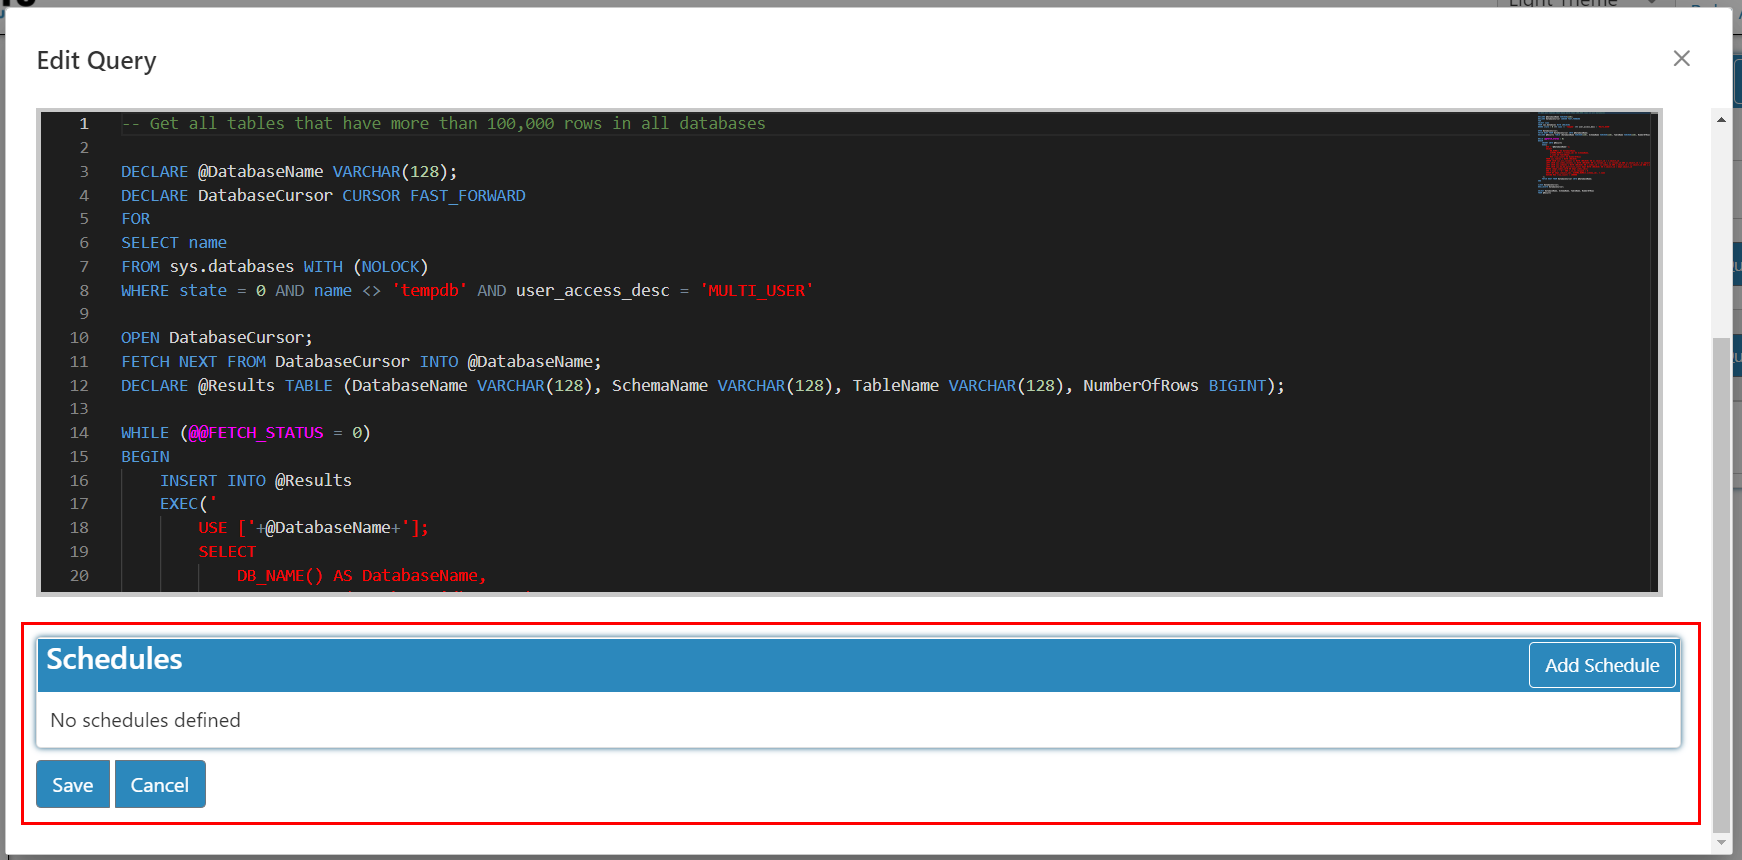 Light Theme
Edit Query
1 -- Get all tables that have more than 100,000 rows in all databases
2
3 DECLARE @DatabaseName VARCHAR(128);
4 DECLARE DatabaseCursor CURSOR FAST_FORWARD
5 FOR
6 SELECT name
7 FROM sys.databases WITH (NOLOCK)
8 WHERE state = 0 AND name <> 'tempdb' AND user_access_desc = 'MULTI_USER'
9
10 OPEN DatabaseCursor;
11 FETCH NEXT FROM DatabaseCursor INTO @DatabaseName;
12 DECLARE @Results TABLE (DatabaseName VARCHAR(128), SchemaName VARCHAR(128), TableName VARCHAR(128), NumberOfRows BIGINT);
13
14 WHILE (@@FETCH_STATUS = 0)
15 BEGIN
16 INSERT INTO @Results
17 EXEC('
18 USE ['+@DatabaseName+'];
19 SELECT
20 DB_NAME() AS DatabaseName,
Schedules
Add Schedule
No schedules defined
Save
Cancel